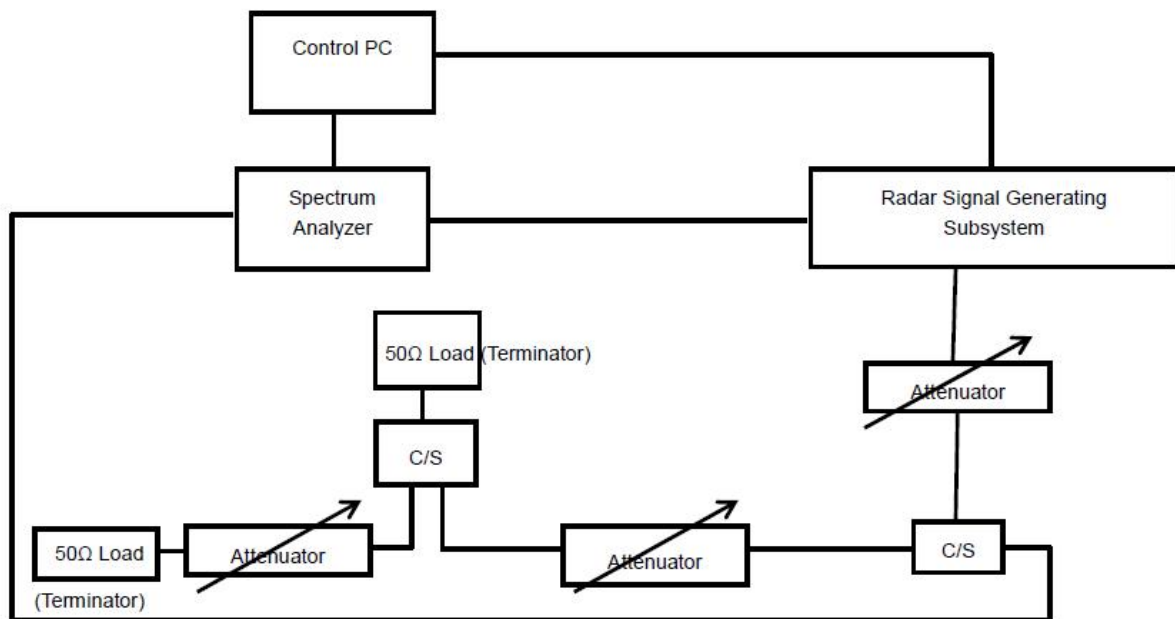 Control PC
Spectrum
Analyzer
Radar Signal Generating
Subsystem
50Ω Load (Terminator)
Attenuator
C/S
50Ω Load
(Terminator)
Attenuator
Attenuator
C/S